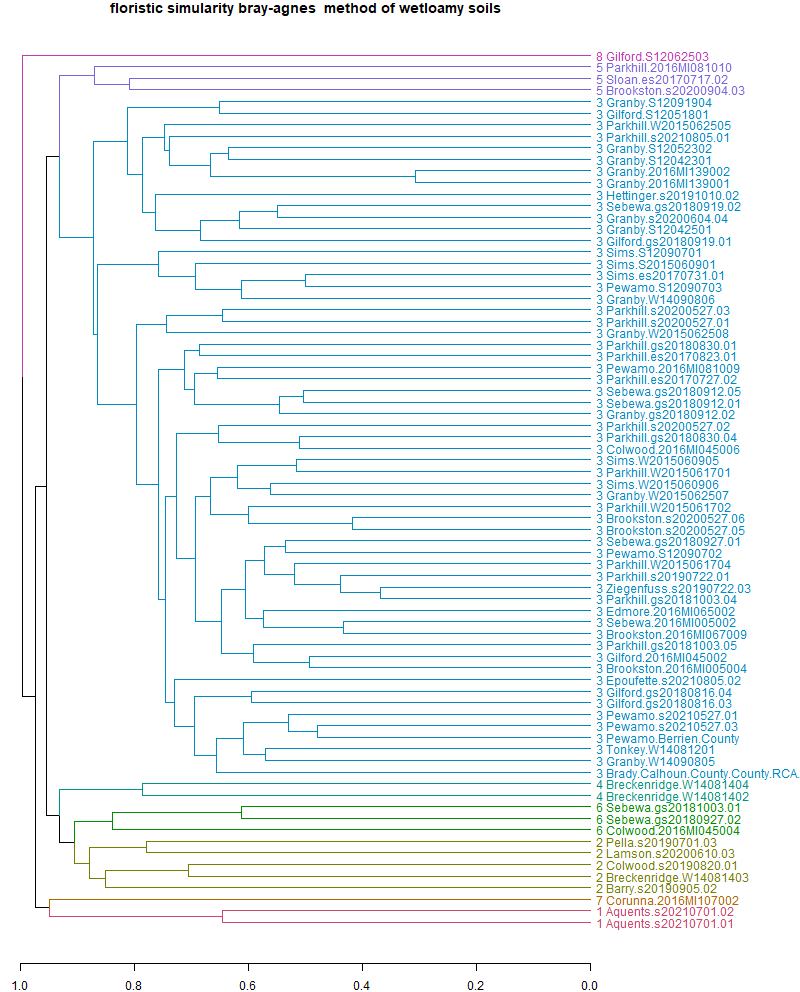 floristic simularity bray-agnes method of wetloamy soils
8 Gilford.S12062503
5 Parkhill.2016MI081010
5 Sloan.es20170717.02
5 Brookston.s20200904.03
3 Granby.S12091904
3 Gilford.S12051801
3 Parkhill.W2015062505
3 Parkhill.s20210805.01
3 Granby.S12052302
3 Granby.S12042301
3 Granby.2016MI139002
3 Granby.2016MI139001
3 Hettinger.s20191010.02
3 Sebewa.gs20180919.02
3 Granby.s20200604.04
3 Granby.S12042501
3 Gilford.gs20180919.01
3 Sims.S12090701
3 Sims.S2015060901
3 Sims.es20170731.01
3 Pewamo.S12090703
3 Granby.W14090806
3 Parkhill.s20200527.03
3 Parkhill.s20200527.01
3 Granby.W2015062508
3 Parkhill.gs20180830.01
3 Parkhill.es20170823.01
3 Pewamo.2016MI081009
3 Parkhill.es20170727.02
3 Sebewa.gs20180912.05
3 Sebewa.gs20180912.01
3 Granby.gs20180912.02
3 Parkhill.s20200527.02
3 Parkhill.gs20180830.04
3 Colwood.2016MI045006
3 Sims.W2015060905
3 Parkhill.W2015061701
3 Sims.W2015060906
3 Granby.W2015062507
3 Parkhill.W2015061702
3 Brookston.s20200527.06
3 Brookston.s20200527.05
3 Sebewa.gs20180927.01
3 Pewamo.S12090702
3 Parkhill.W2015061704
3 Parkhill.s20190722.01
3 Ziegenfuss.s20190722.03
3 Parkhill.gs20181003.04
3 Edmore.2016MI065002
3 Sebewa.2016MI005002
3 Brookston.2016MI067009
3 Parkhill.gs20181003.05
3 Gilford.2016MI045002
3 Brookston.2016MI005004
3 Epoufette.s20210805.02
3 Gilford.gs20180816.04
3 Gilford.gs20180816.03
3 Pewamo.s20210527.01
3 Pewamo.s20210527.03
3 Pewamo.Berrien.County
3 Tonkey.W14081201
3 Granby.W14090805
3 Brady.Calhoun.County.County.RCA.
4 Breckenridge.W14081404
4 Breckenridge.W14081402
6 Sebewa.gs20181003.01
6 Sebewa.gs20180927.02
6 Colwood.2016MI045004
2 Pella.s20190701.03
2 Lamson.s20200610.03
2 Colwood.s20190820.01
2 Breckenridge.W14081403
2 Barry.s20190905.02
7 Corunna.2016MI107002
1 Aquents.s20210701.02
1 Aquents.s20210701.01
1.0 0.8 0.6 0.4 0.2 0.0